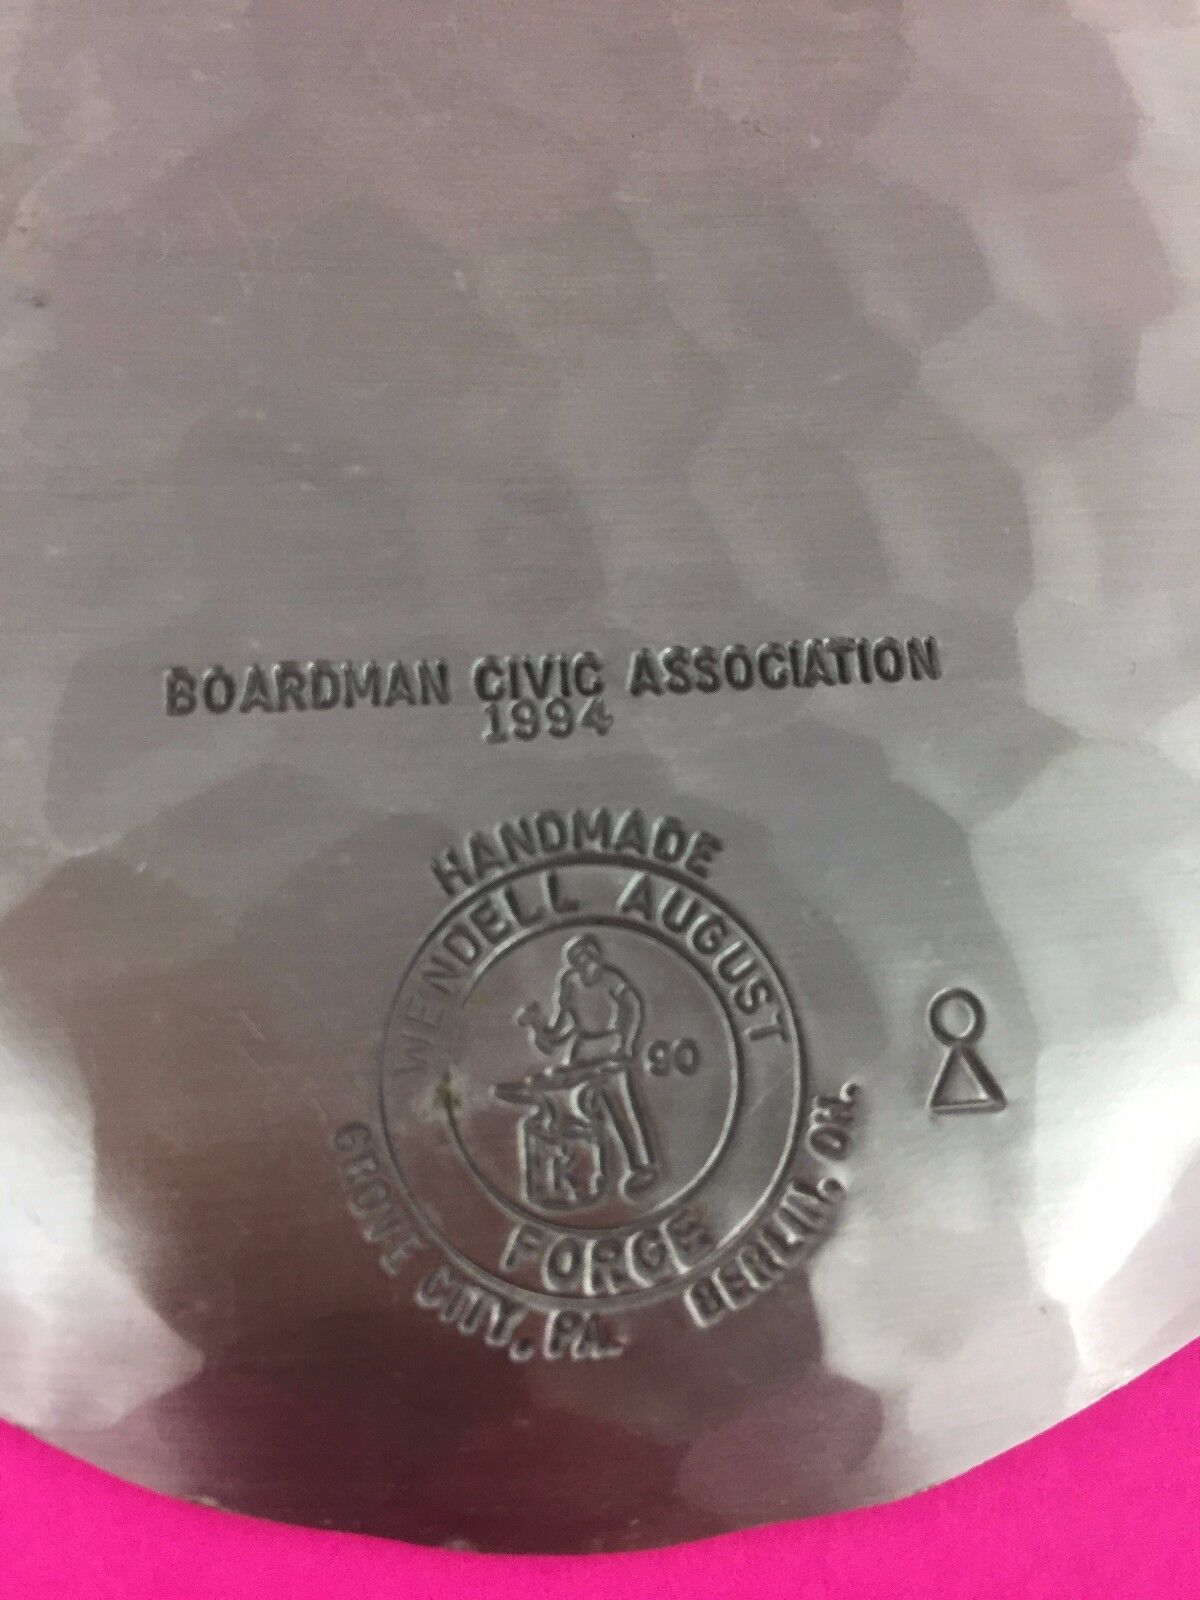 BOARDMAN CIVIC ASSOCIATION
1994
HANDMADE
WENDELL AUGUST
90
FORGE
GROVE CITY, PA.
BERLIN, OH.